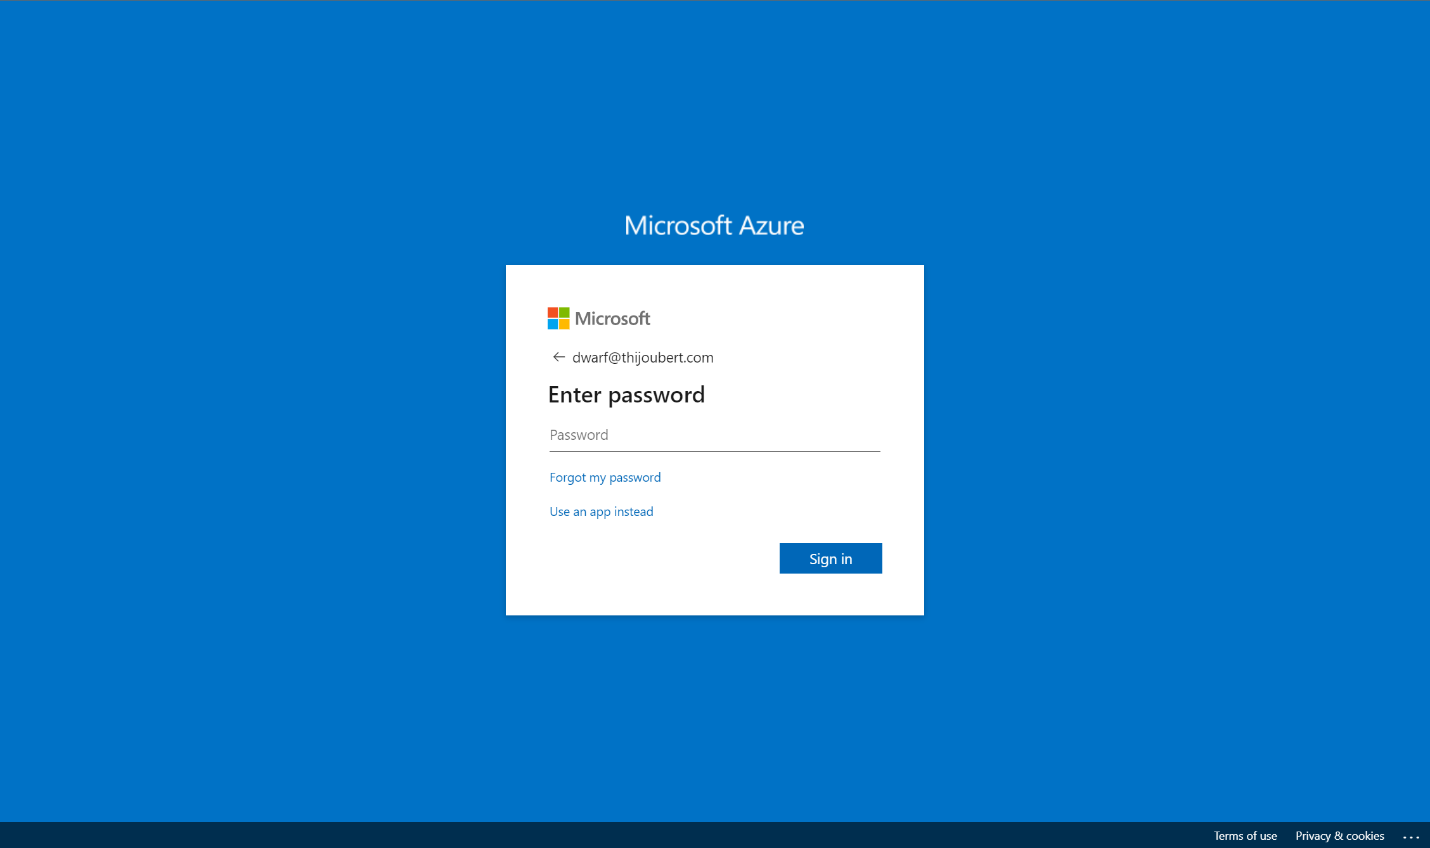 Microsoft Azure
Microsoft
← dwarf@thijoubert.com
Enter password
Password
Forgot my password
Use an app instead
Sign in
Terms of use Privacy & cookies ...